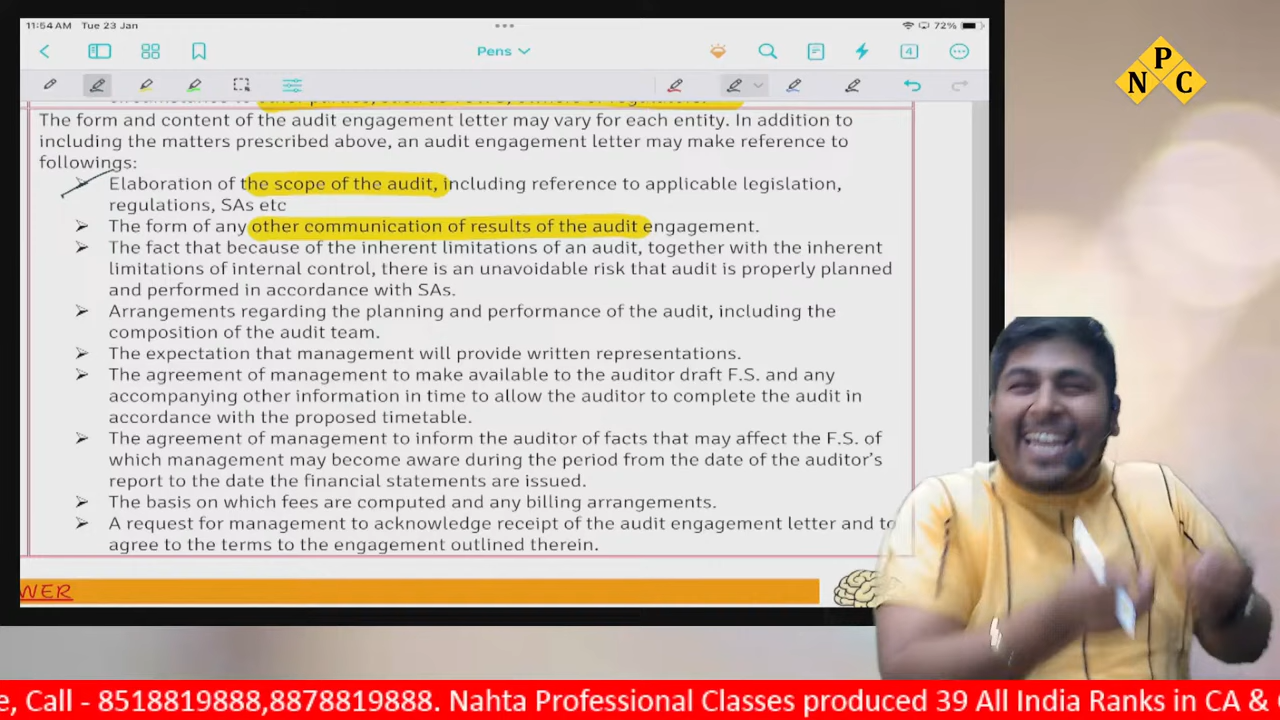 11:54 AM Tue 23 Jan
72%
Pens
4
The form and content of the audit engagement letter may vary for each entity. In addition to
including the matters prescribed above, an audit engagement letter may make reference to
followings:
➢ Elaboration of the scope of the audit, including reference to applicable legislation,
regulations, SAs etc
➢ The form of any other communication of results of the audit engagement.
➢ The fact that because of the inherent limitations of an audit, together with the inherent
limitations of internal control, there is an unavoidable risk that audit is properly planned
and performed in accordance with SAs.
➢ Arrangements regarding the planning and performance of the audit, including the
composition of the audit team.
➢ The expectation that management will provide written representations.
➢ The agreement of management to make available to the auditor draft F.S. and any
accompanying other information in time to allow the auditor to complete the audit in
accordance with the proposed timetable.
➢ The agreement of management to inform the auditor of facts that may affect the F.S. of
which management may become aware during the period from the date of the auditor's
report to the date the financial statements are issued.
➢ The basis on which fees are computed and any billing arrangements.
➢ A request for management to acknowledge receipt of the audit engagement letter and to
agree to the terms to the engagement outlined therein.
WER
N P C
e, Call - 8518819888,8878819888. Nahta Professional Classes produced 39 All India Ranks in CA &